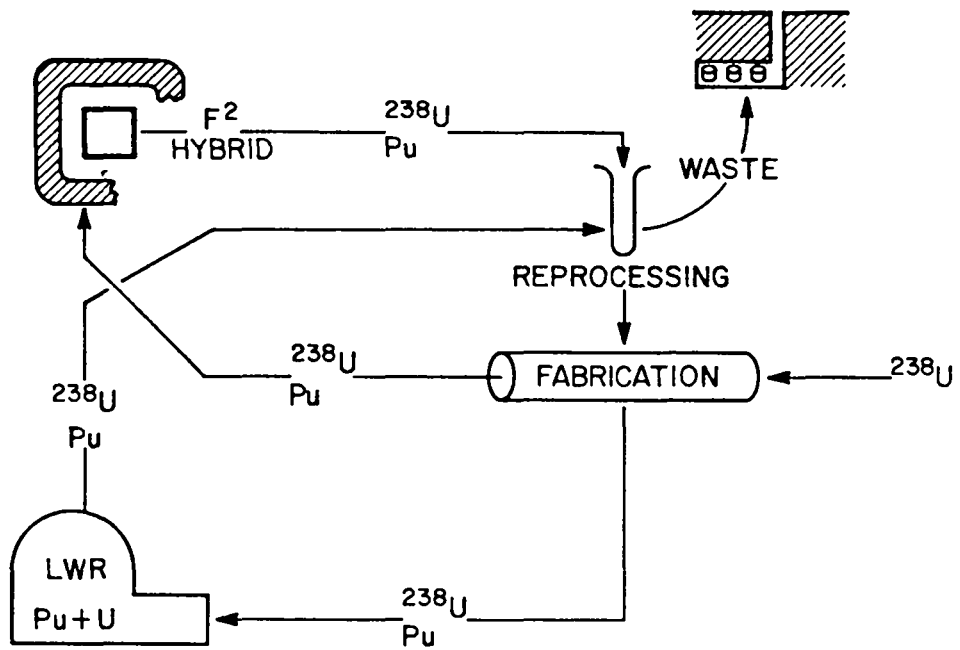 F² ²³⁸U
HYBRID Pu
WASTE
REPROCESSING
²³⁸U
Pu
FABRICATION
²³⁸U
²³⁸U
Pu
LWR
Pu+U
²³⁸U
Pu